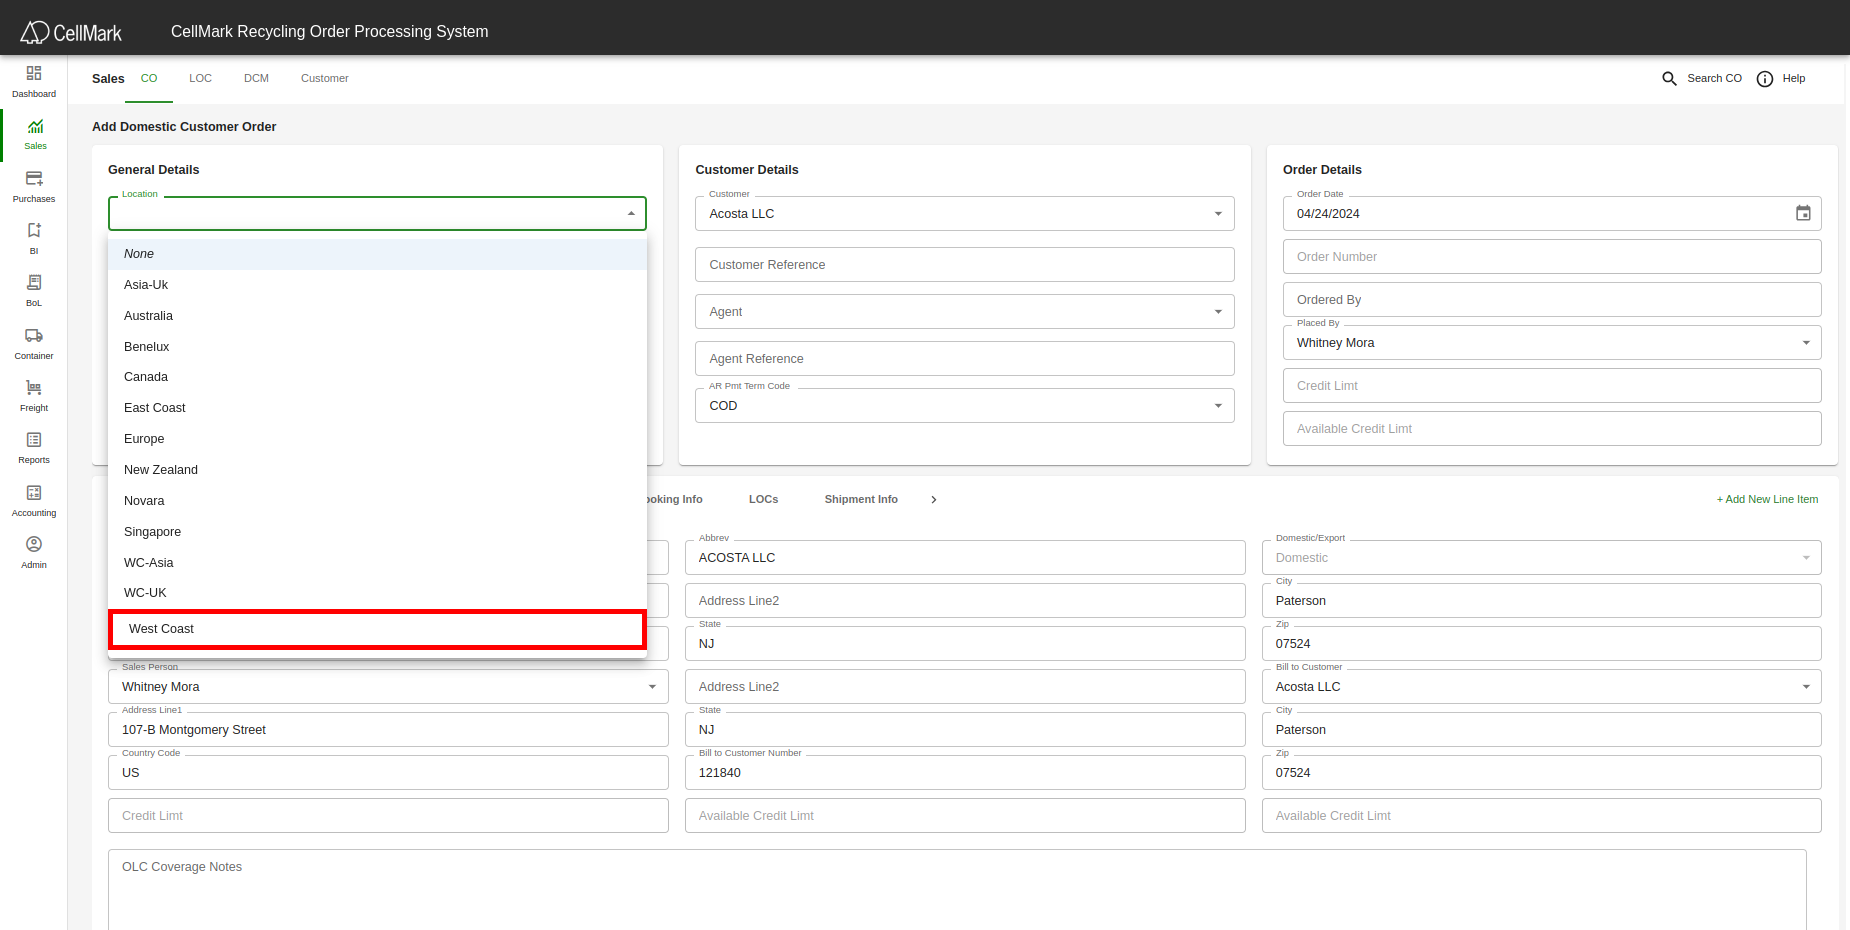 CellMark
CellMark Recycling Order Processing System
Dashboard
Sales
Purchases
BI
BoL
Container
Freight
Reports
Accounting
Admin
Sales
CO
LOC
DCM
Customer
Search CO
Help
Add Domestic Customer Order
General Details
Location
None
Asia-Uk
Australia
Benelux
Canada
East Coast
Europe
New Zealand
Novara
Singapore
WC-Asia
WC-UK
West Coast
Customer Details
Customer
Acosta LLC
Customer Reference
Agent
Agent Reference
AR Pmt Term Code
COD
Order Details
Order Date
04/24/2024
Order Number
Ordered By
Placed By
Whitney Mora
Credit Limt
Available Credit Limt
ooking Info
LOCs
Shipment Info
+ Add New Line Item
Abbrev
ACOSTA LLC
Domestic/Export
Domestic
Address Line2
City
Paterson
State
NJ
Zip
07524
Sales Person
Whitney Mora
Address Line2
Bill to Customer
Acosta LLC
Address Line1
107-B Montgomery Street
State
NJ
City
Paterson
Country Code
US
Bill to Customer Number
121840
Zip
07524
Credit Limt
Available Credit Limt
Available Credit Limt
OLC Coverage Notes